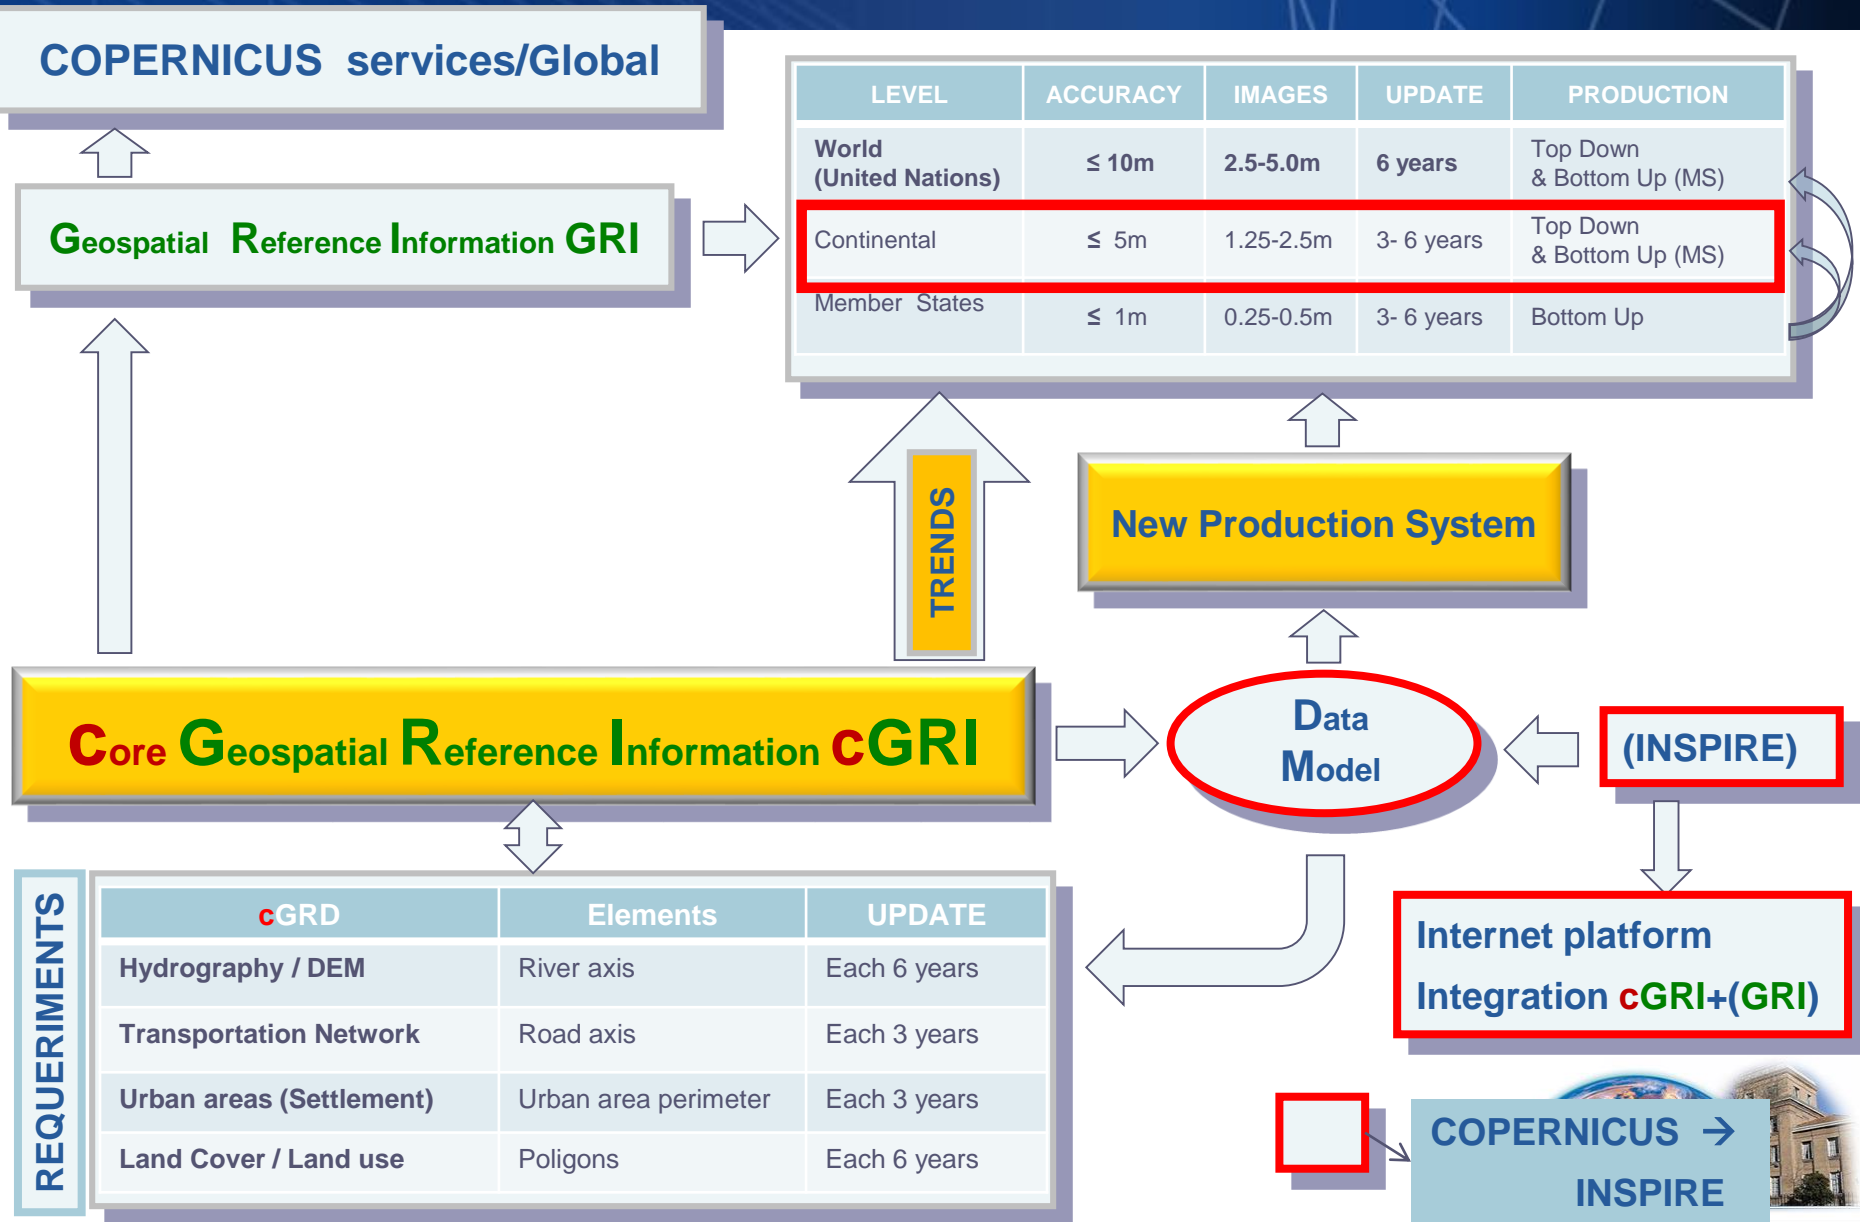 COPERNICUS services/Global
Geospatial Reference Information GRI
LEVEL ACCURACY IMAGES UPDATE PRODUCTION
World
(United Nations) ≤ 10m 2.5-5.0m 6 years Top Down
& Bottom Up (MS)
Continental ≤ 5m 1.25-2.5m 3- 6 years Top Down
& Bottom Up (MS)
Member States ≤ 1m 0.25-0.5m 3- 6 years Bottom Up
TRENDS
New Production System
Core Geospatial Reference Information cGRI
Data
Model
(INSPIRE)
REQUERIMENTS
cGRD Elements UPDATE
Hydrography / DEM River axis Each 6 years
Transportation Network Road axis Each 3 years
Urban areas (Settlement) Urban area perimeter Each 3 years
Land Cover / Land use Poligons Each 6 years
Internet platform
Integration cGRI+(GRI)
COPERNICUS →
INSPIRE